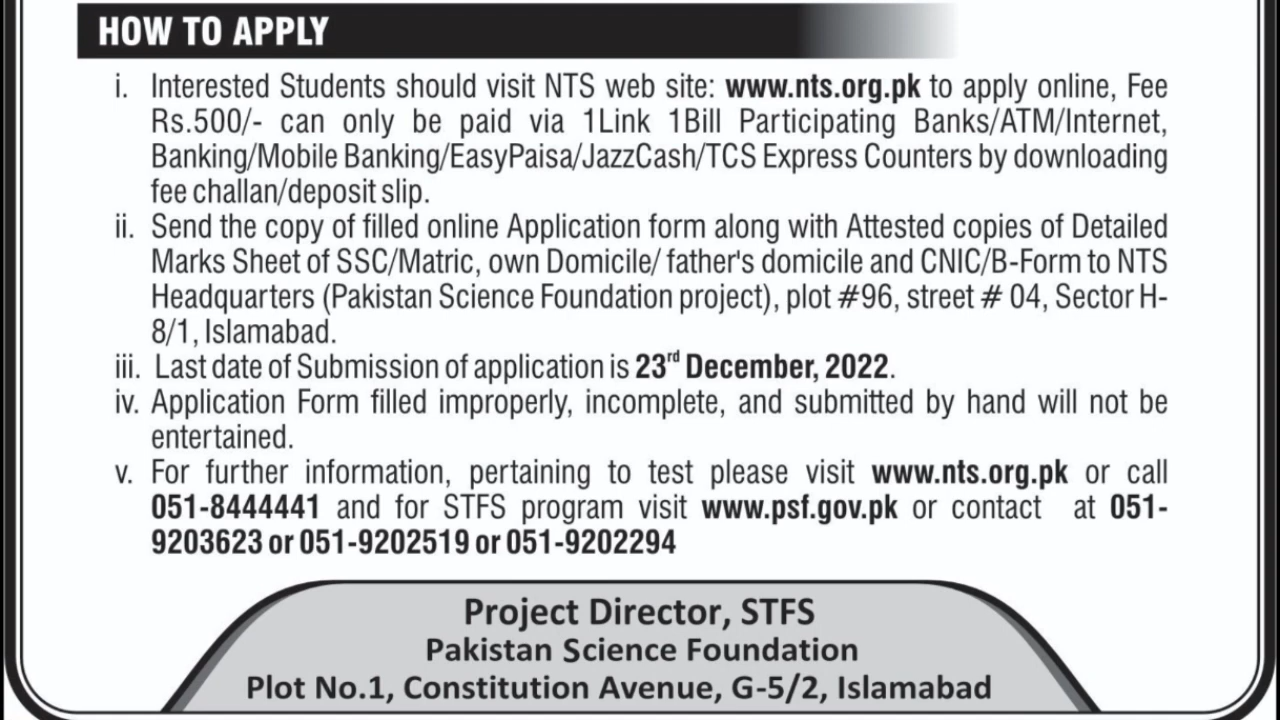 HOW TO APPLY
i. Interested Students should visit NTS web site: www.nts.org.pk to apply online, Fee
Rs.500/- can only be paid via 1Link 1Bill Participating Banks/ATM/Internet,
Banking/Mobile Banking/EasyPaisa/JazzCash/TCS Express Counters by downloading
fee challan/deposit slip.
ii. Send the copy of filled online Application form along with Attested copies of Detailed
Marks Sheet of SSC/Matric, own Domicile/ father's domicile and CNIC/B-Form to NTS
Headquarters (Pakistan Science Foundation project), plot #96, street # 04, Sector H-
8/1, Islamabad.
iii. Last date of Submission of application is 23rd December, 2022.
iv. Application Form filled improperly, incomplete, and submitted by hand will not be
entertained.
v. For further information, pertaining to test please visit www.nts.org.pk or call
051-8444441 and for STFS program visit www.psf.gov.pk or contact at 051-
9203623 or 051-9202519 or 051-9202294
Project Director, STFS
Pakistan Science Foundation
Plot No.1, Constitution Avenue, G-5/2, Islamabad